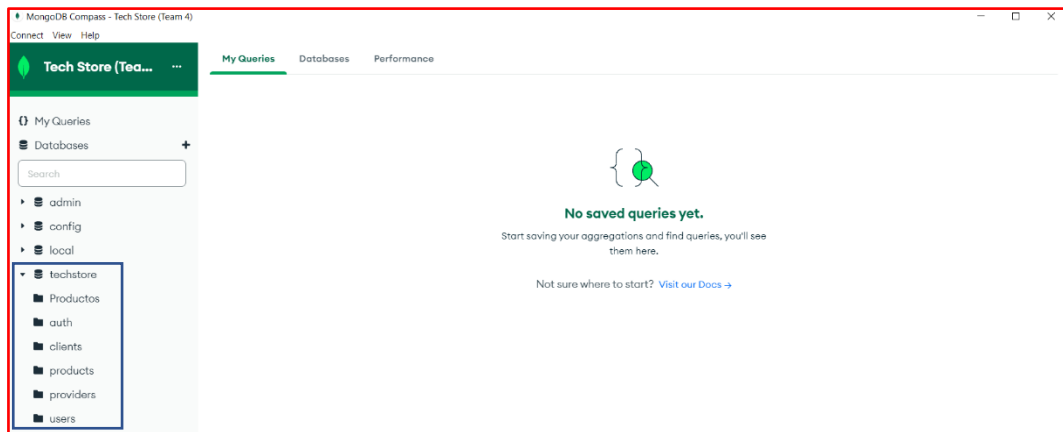 MongoDB Compass - Tech Store (Team 4)
Connect View Help
Tech Store (Tea... ...
My Queries Databases Performance
{} My Queries
Databases +
Search
admin
config
local
techstore
Productos
auth
clients
products
providers
users
No saved queries yet.
Start saving your aggregations and find queries, you'll see
them here.
Not sure where to start? Visit our Docs →